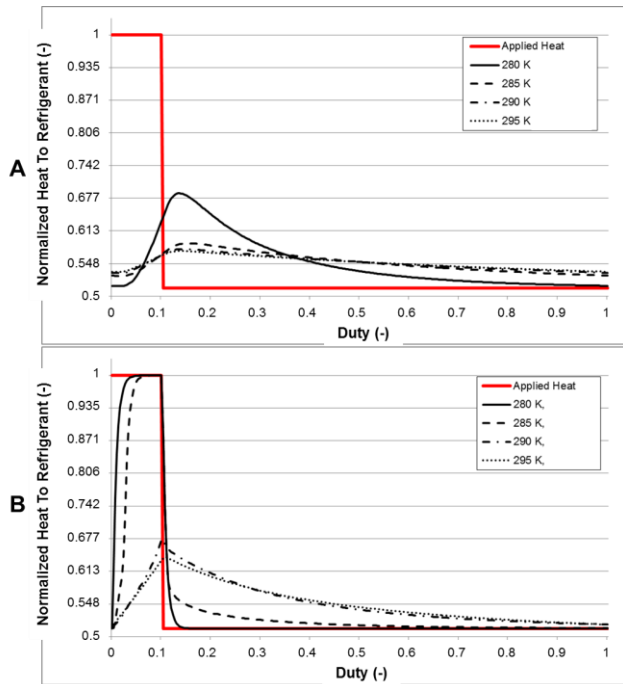 A
Normalized Heat To Refrigerant (-)
1
0.935
0.871
0.806
0.742
0.677
0.613
0.548
0.5
Applied Heat
280 K
285 K
290 K
295 K
0 0.1 0.2 0.3 0.4 0.5 0.6 0.7 0.8 0.9 1
Duty (-)
B
Normalized Heat To Refrigerant (-)
1
0.935
0.871
0.806
0.742
0.677
0.613
0.548
0.5
Applied Heat
280 K,
285 K,
290 K,
295 K,
0 0.1 0.2 0.3 0.4 0.5 0.6 0.7 0.8 0.9 1
Duty (-)